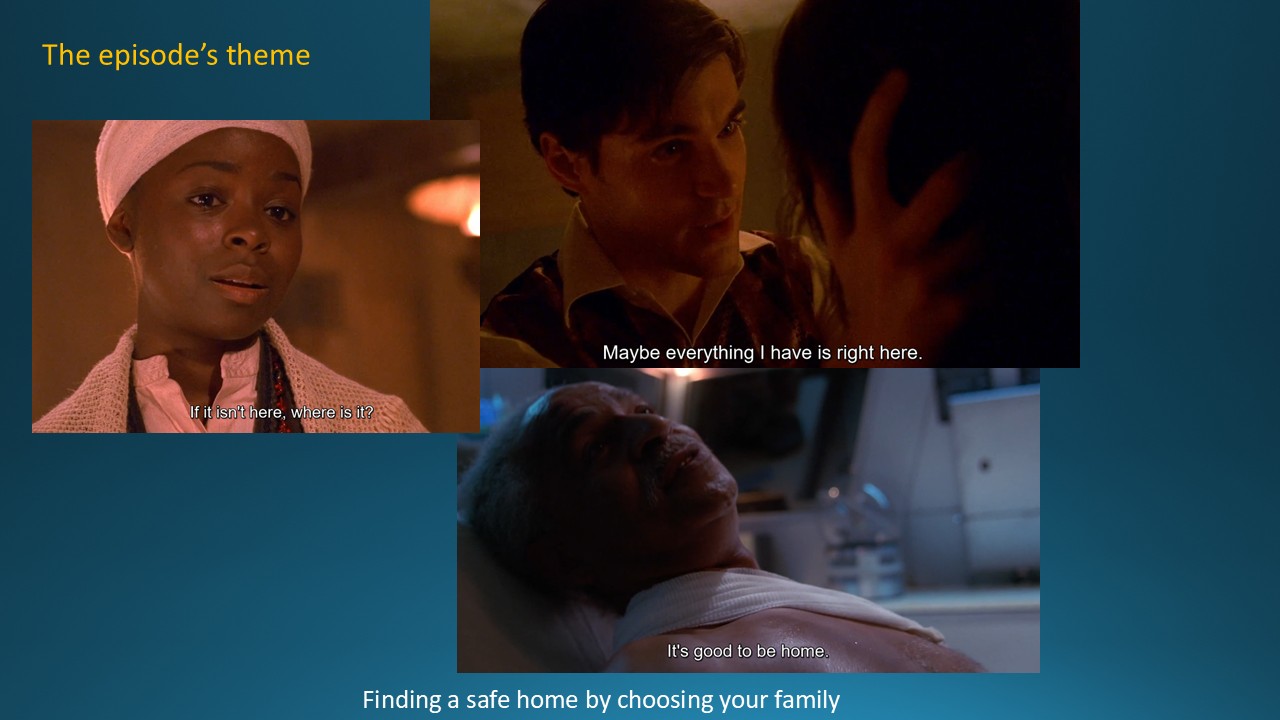 The episode’s theme
Maybe everything I have is right here.
If it isn't here, where is it?
It's good to be home.
Finding a safe home by choosing your family